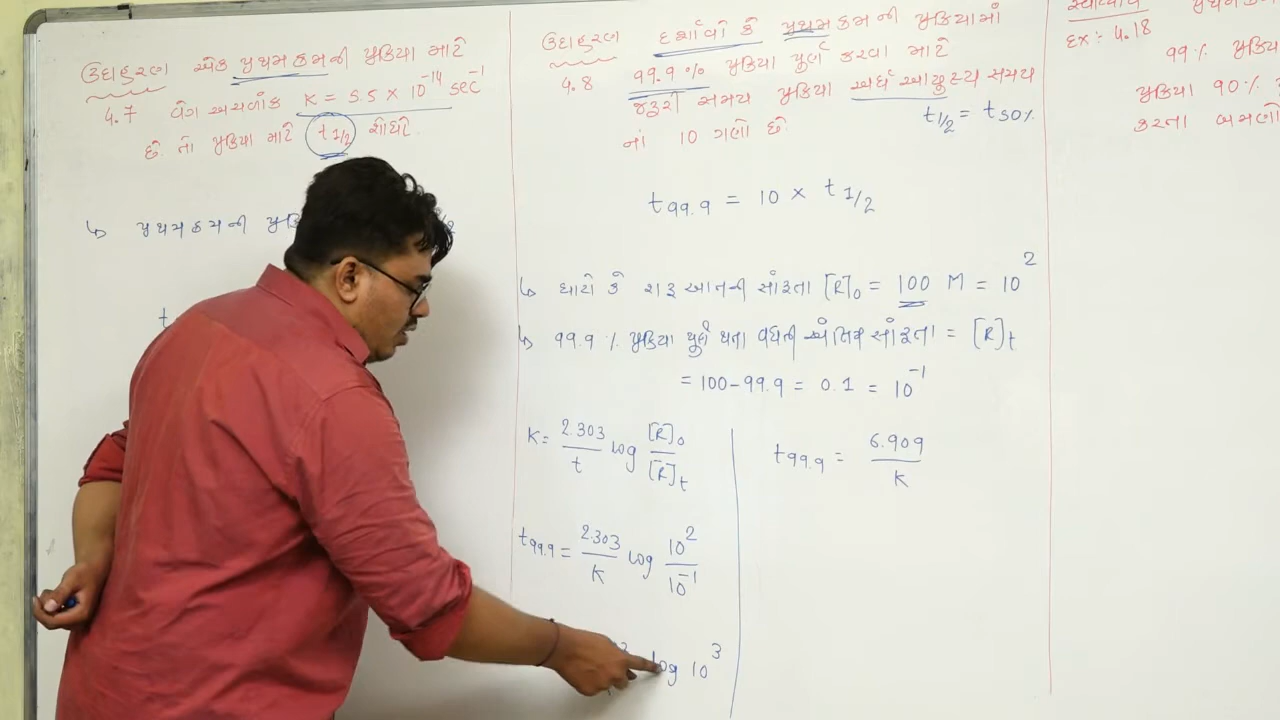 ઉદાહરણ એક પ્રથમ ક્રમની પ્રક્રિયા માટે
4.7 વેગ અચળાંક K = 5.5 × 10⁻¹⁴ sec⁻¹
છે. તો પ્રક્રિયા માટે t1/2 શોધો.
↳ પ્રથમ ક્રમની
t
ઉદાહરણ દર્શાવો કે પ્રથમ ક્રમની પ્રક્રિયામાં
4.8 99.9 % પ્રક્રિયા પૂર્ણ કરવા માટે
જરૂરી સમય પ્રક્રિયા અર્ધ આયુષ્ય સમય
નાં 10 ગણો છે.
t1/2 = t50%
t99.9 = 10 × t1/2
↳ ધારો કે શરૂઆતની સાંદ્રતા [R]₀ = 100 M = 10²
↳ 99.9 % પ્રક્રિયા પૂર્ણ થતા વધતી અંતિમ સાંદ્રતા = [R]t
= 100-99.9 = 0.1 = 10⁻¹
K = 2.303/t log [R]₀/[R]t
t99.9 = 2.303/K log 10²/10⁻¹
log 10³
t99.9 = 6.909/K
સ્વાધ્યાય
Ex:- 4.18
99 %
પ્રક્રિયા 90 %
કરતા બમણો